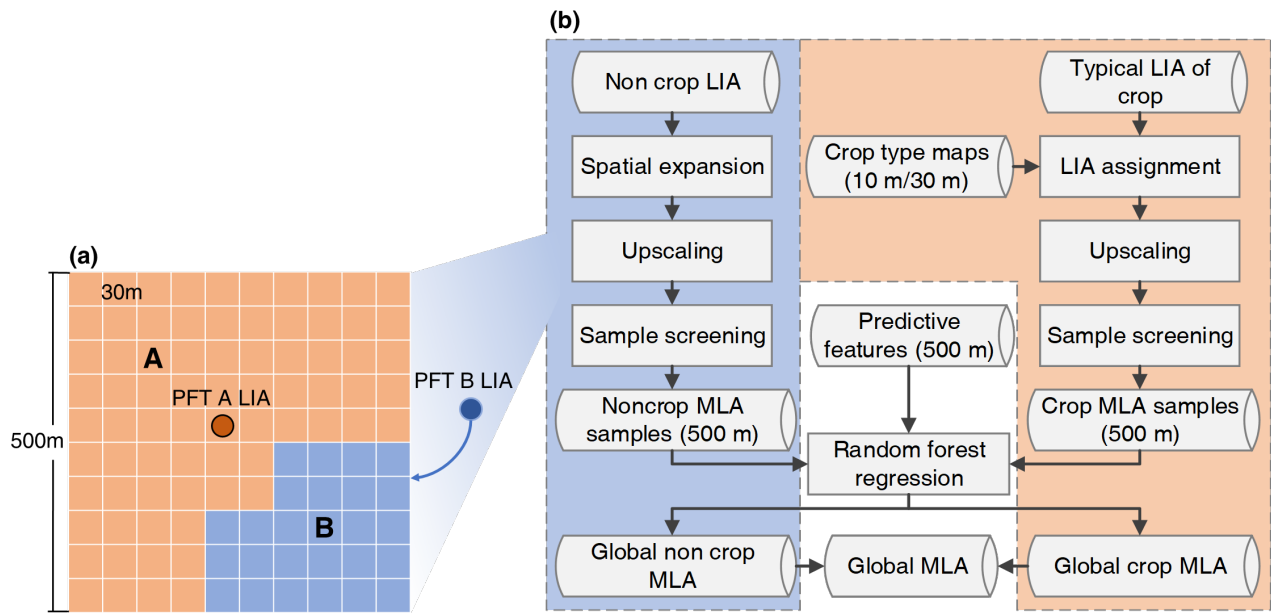 (a)
30m
A
PFT A LIA
PFT B LIA
500m
B
(b)
Non crop LIA
Spatial expansion
Upscaling
Sample screening
Noncrop MLA
samples (500 m)
Global non crop
MLA
Crop type maps
(10 m/30 m)
Predictive
features (500 m)
Random forest
regression
Global MLA
Typical LIA of
crop
LIA assignment
Upscaling
Sample screening
Crop MLA samples
(500 m)
Global crop MLA